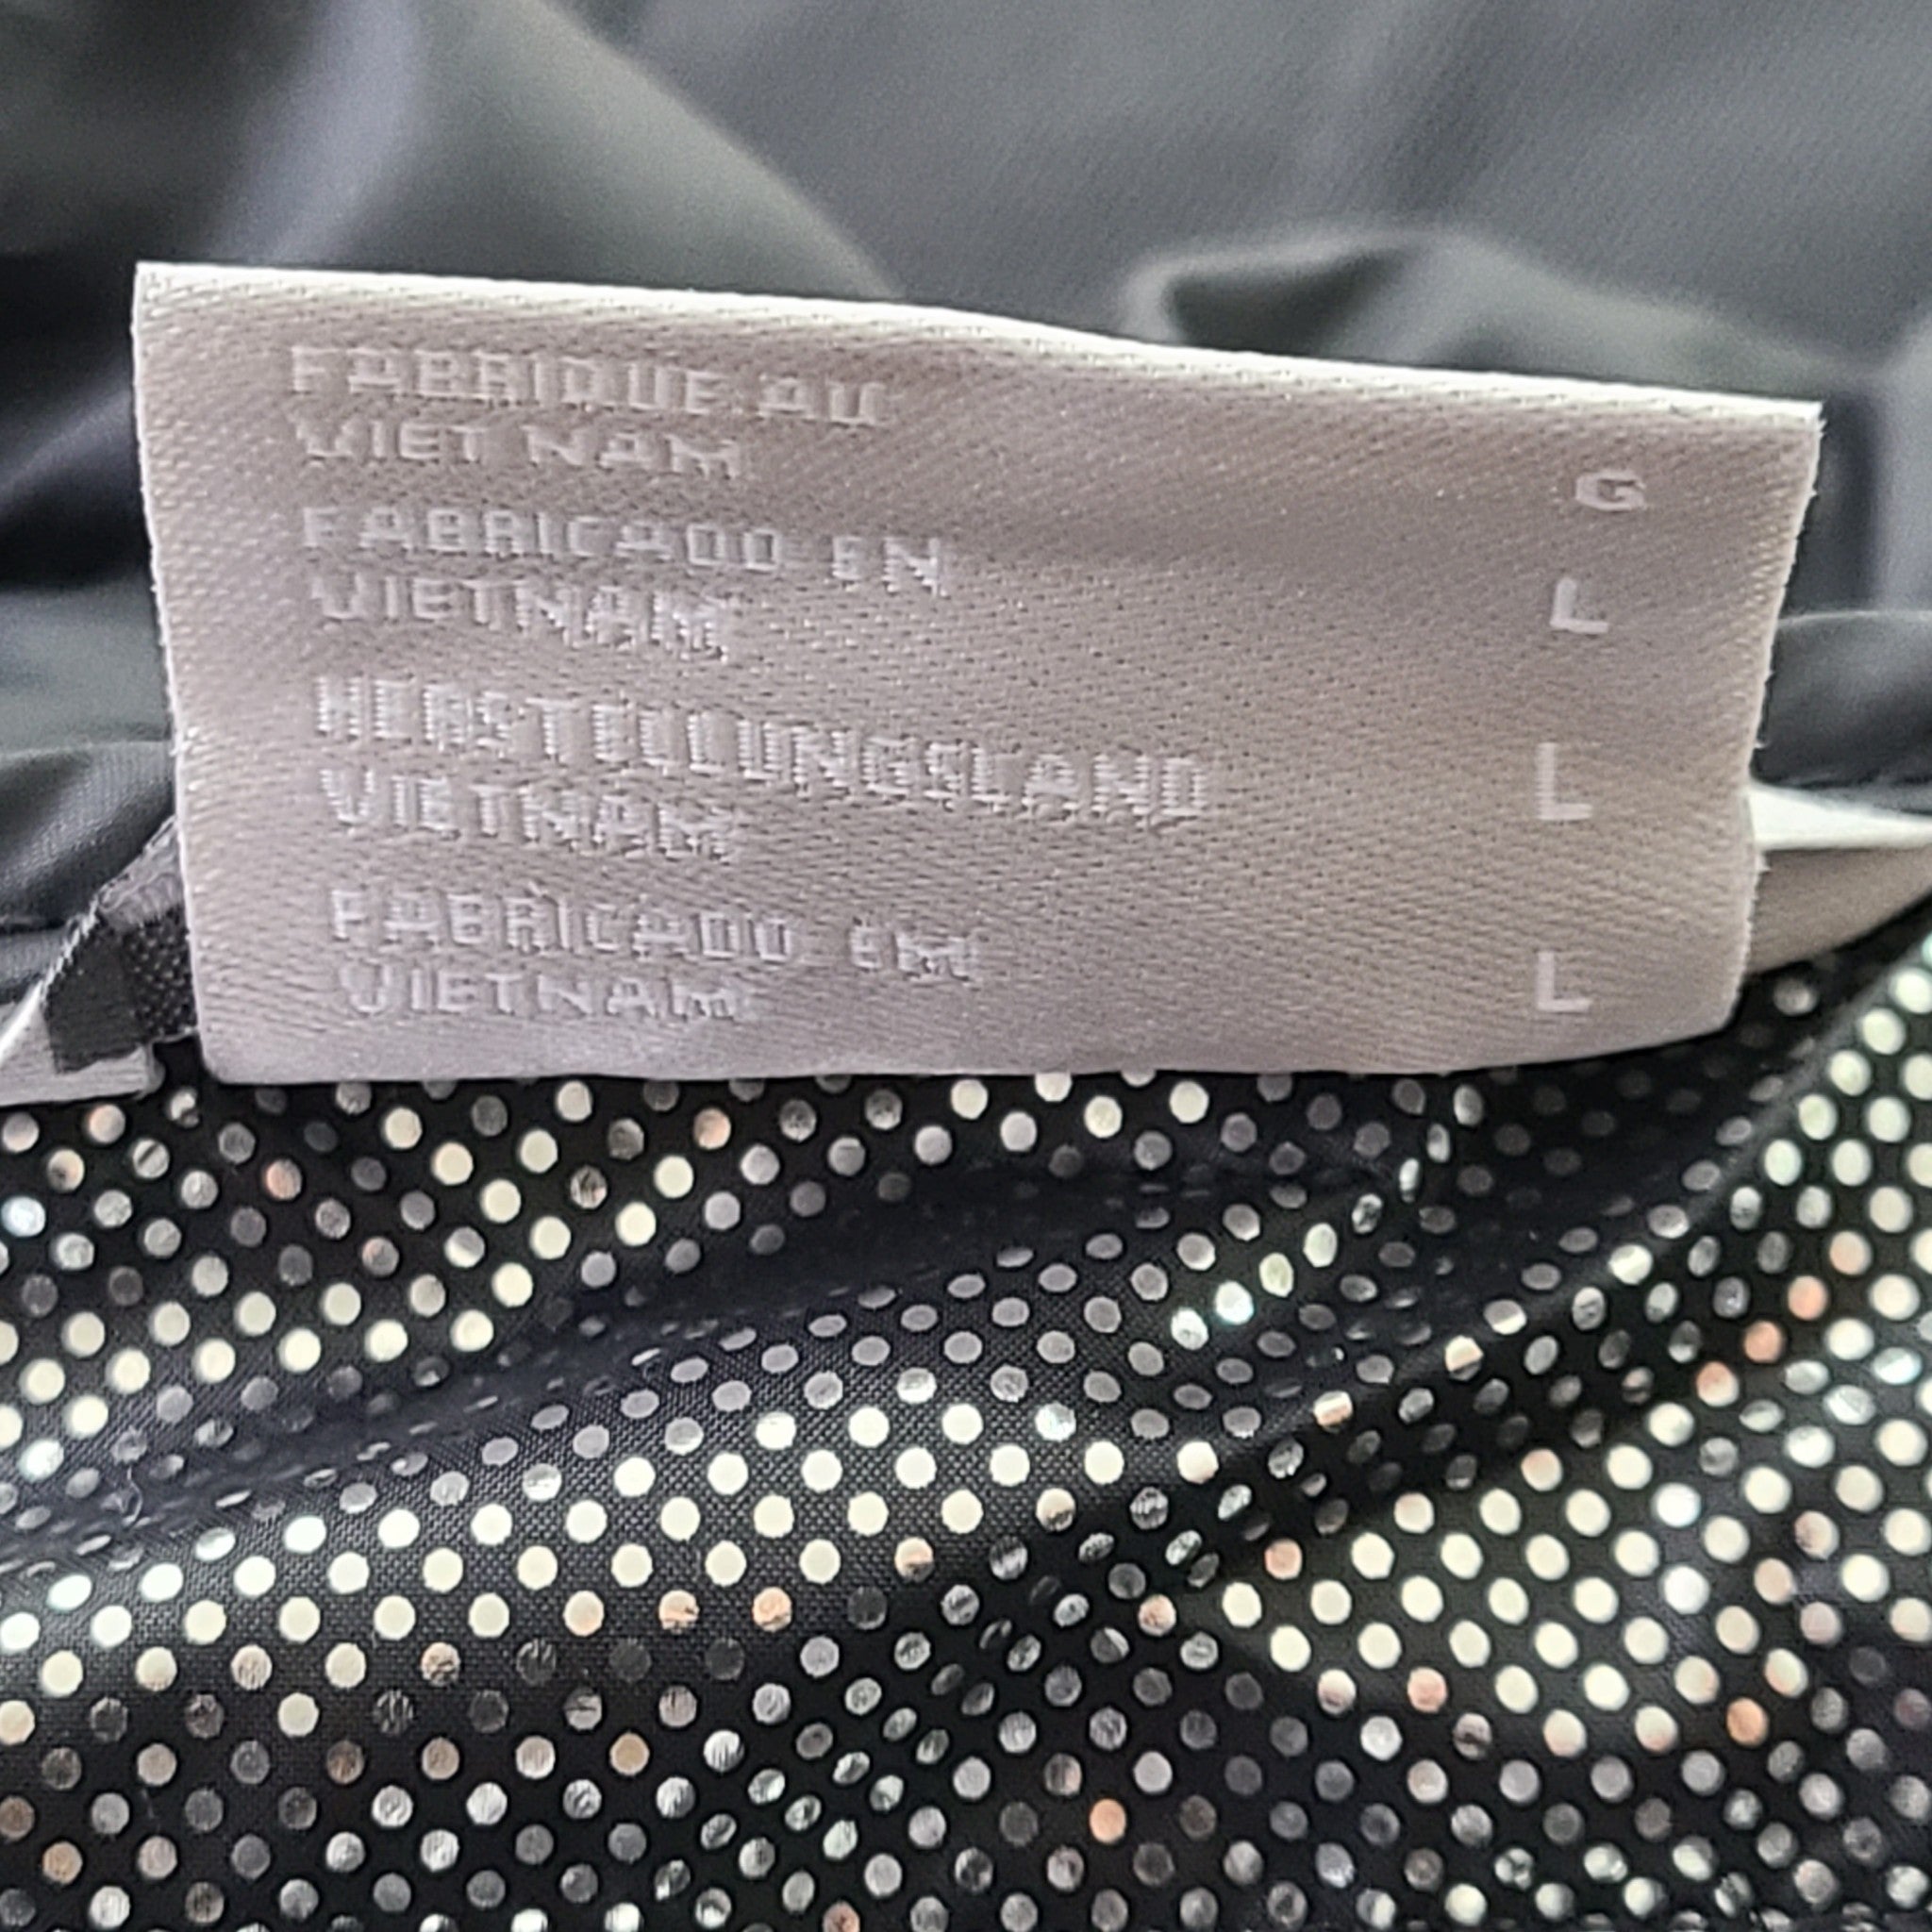 FABRIQUE AU
VIET NAM G
FABRICADO EN
VIETNAM L
HERSTELLUNGSLAND
VIETNAM L
FABRICADO EM
VIETNAM L